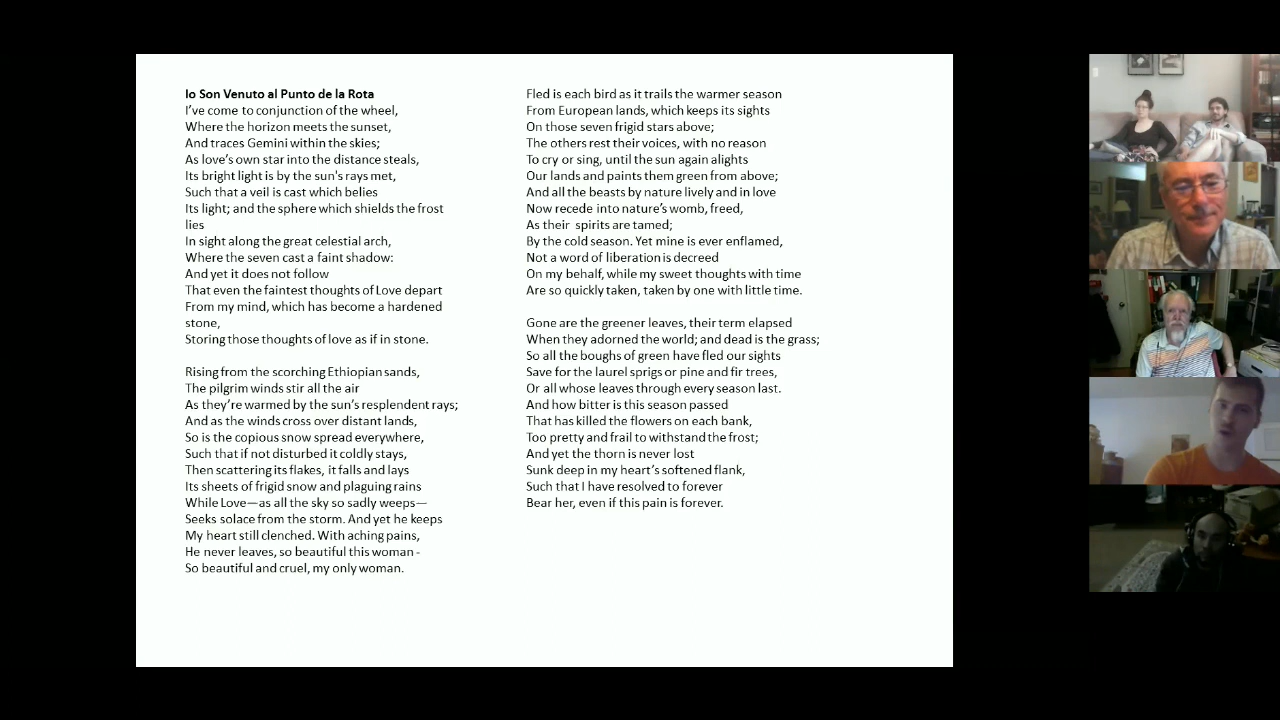 Io Son Venuto al Punto de la Rota
I've come to conjunction of the wheel,
Where the horizon meets the sunset,
And traces Gemini within the skies;
As love's own star into the distance steals,
Its bright light is by the sun's rays met,
Such that a veil is cast which belies
Its light; and the sphere which shields the frost
lies
In sight along the great celestial arch,
Where the seven cast a faint shadow:
And yet it does not follow
That even the faintest thoughts of Love depart
From my mind, which has become a hardened
stone,
Storing those thoughts of love as if in stone.
Rising from the scorching Ethiopian sands,
The pilgrim winds stir all the air
As they're warmed by the sun's resplendent rays;
And as the winds cross over distant lands,
So is the copious snow spread everywhere,
Such that if not disturbed it coldly stays,
Then scattering its flakes, it falls and lays
Its sheets of frigid snow and plaguing rains
While Love—as all the sky so sadly weeps—
Seeks solace from the storm. And yet he keeps
My heart still clenched. With aching pains,
He never leaves, so beautiful this woman -
So beautiful and cruel, my only woman.
Fled is each bird as it trails the warmer season
From European lands, which keeps its sights
On those seven frigid stars above;
The others rest their voices, with no reason
To cry or sing, until the sun again alights
Our lands and paints them green from above;
And all the beasts by nature lively and in love
Now recede into nature's womb, freed,
As their spirits are tamed;
By the cold season. Yet mine is ever enflamed,
Not a word of liberation is decreed
On my behalf, while my sweet thoughts with time
Are so quickly taken, taken by one with little time.
Gone are the greener leaves, their term elapsed
When they adorned the world; and dead is the grass;
So all the boughs of green have fled our sights
Save for the laurel sprigs or pine and fir trees,
Or all whose leaves through every season last.
And how bitter is this season passed
That has killed the flowers on each bank,
Too pretty and frail to withstand the frost;
And yet the thorn is never lost
Sunk deep in my heart's softened flank,
Such that I have resolved to forever
Bear her, even if this pain is forever.